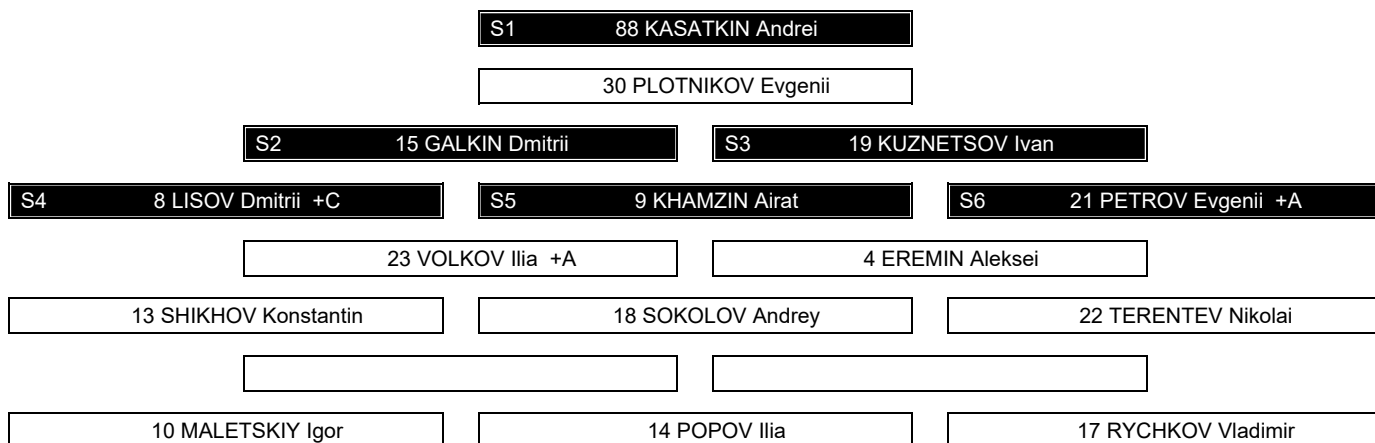 S1 88 KASATKIN Andrei
30 PLOTNIKOV Evgenii
S2 15 GALKIN Dmitrii S3 19 KUZNETSOV Ivan
S4 8 LISOV Dmitrii +C S5 9 KHAMZIN Airat S6 21 PETROV Evgenii +A
23 VOLKOV Ilia +A 4 EREMIN Aleksei
13 SHIKHOV Konstantin 18 SOKOLOV Andrey 22 TERENTEV Nikolai
10 MALETSKIY Igor 14 POPOV Ilia 17 RYCHKOV Vladimir